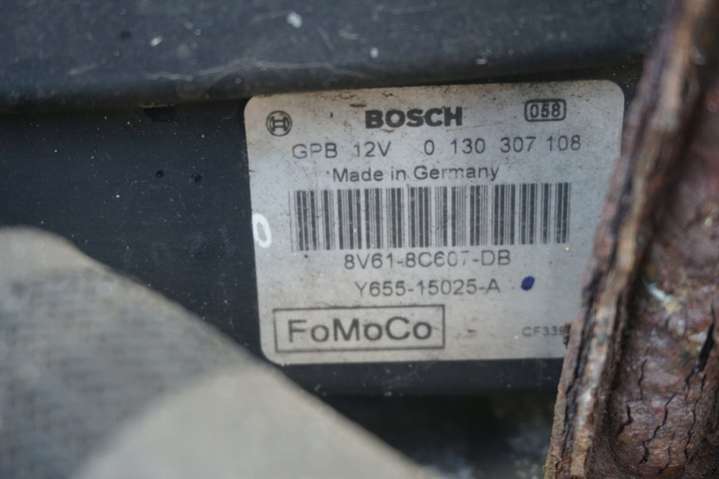 BOSCH 058
GPB 12V 0 130 307 108
Made in Germany
8V61-8C607-DB
Y655-15025-A
FoMoCo